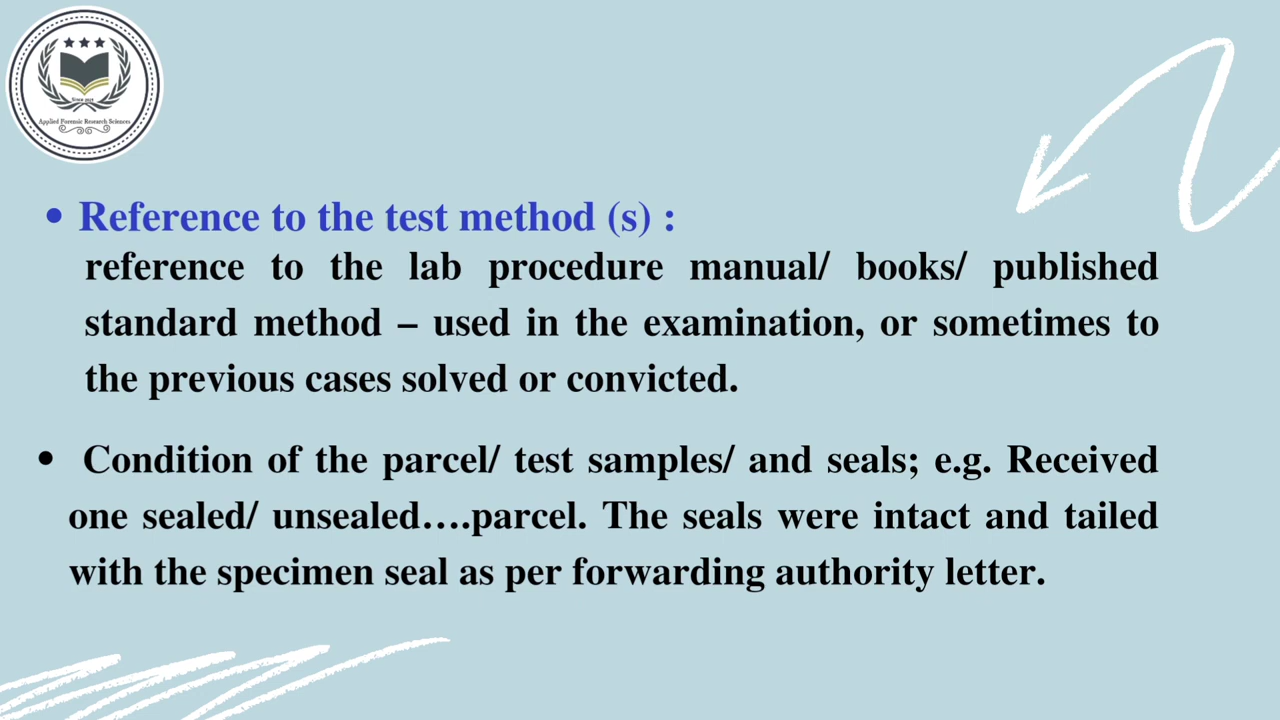 Since 2021
Applied Forensic Research Sciences
• Reference to the test method (s) :
reference to the lab procedure manual/ books/ published
standard method – used in the examination, or sometimes to
the previous cases solved or convicted.
• Condition of the parcel/ test samples/ and seals; e.g. Received
one sealed/ unsealed….parcel. The seals were intact and tailed
with the specimen seal as per forwarding authority letter.